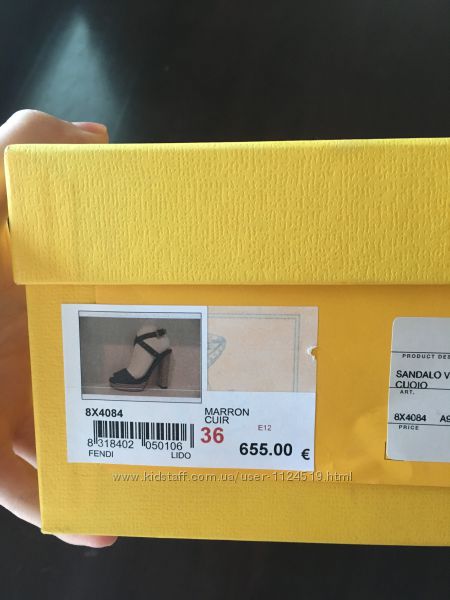 8X4084
MARRON
CUIR
E12
36
8 318402 050106
655.00 €
FENDI
LIDO
PRODUCT DES
SANDALO V
CUOIO
ART.
8X4084 A9
PRICE
www.kidstaff.com.ua/user-1124519.html